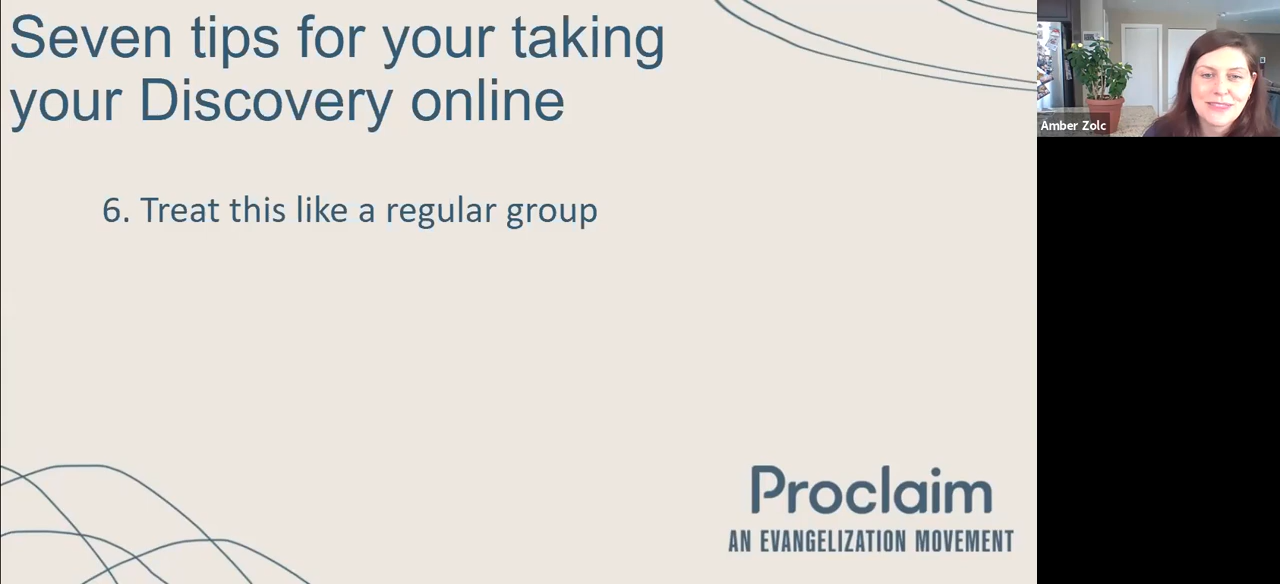 Seven tips for your taking
your Discovery online
6. Treat this like a regular group
Amber Zolc
Proclaim
AN EVANGELIZATION MOVEMENT